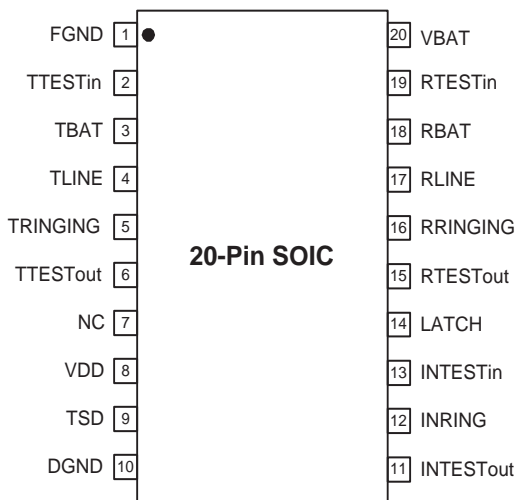 FGND 1 20 VBAT
TTESTin 2 19 RTESTin
TBAT 3 18 RBAT
TLINE 4 17 RLINE
TRINGING 5 16 RRINGING
20-Pin SOIC
TTESTout 6 15 RTESTout
NC 7 14 LATCH
VDD 8 13 INTESTin
TSD 9 12 INRING
DGND 10 11 INTESTout